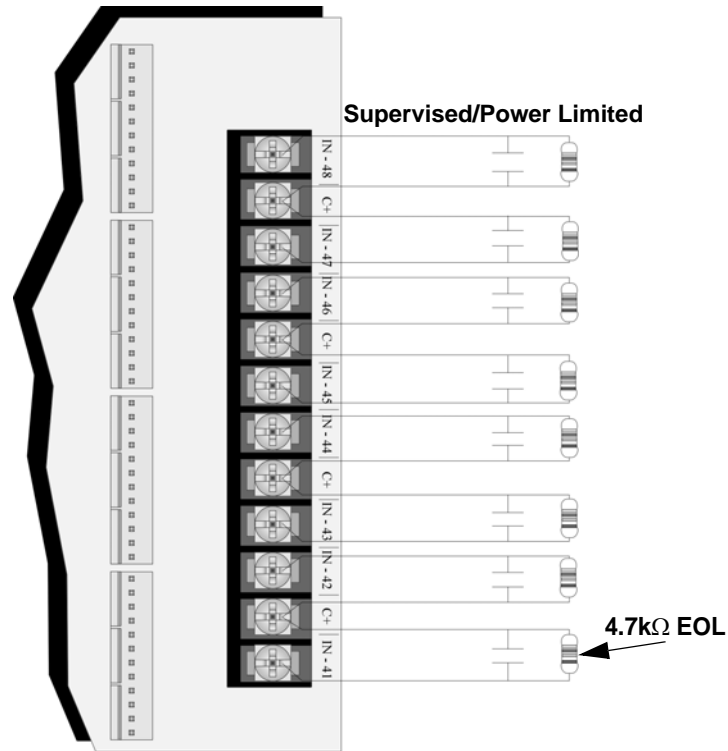 Supervised/Power Limited
IN - 48
C+
IN - 47
IN - 46
C+
IN - 45
IN - 44
C+
IN - 43
IN - 42
C+
IN - 41
4.7kΩ EOL